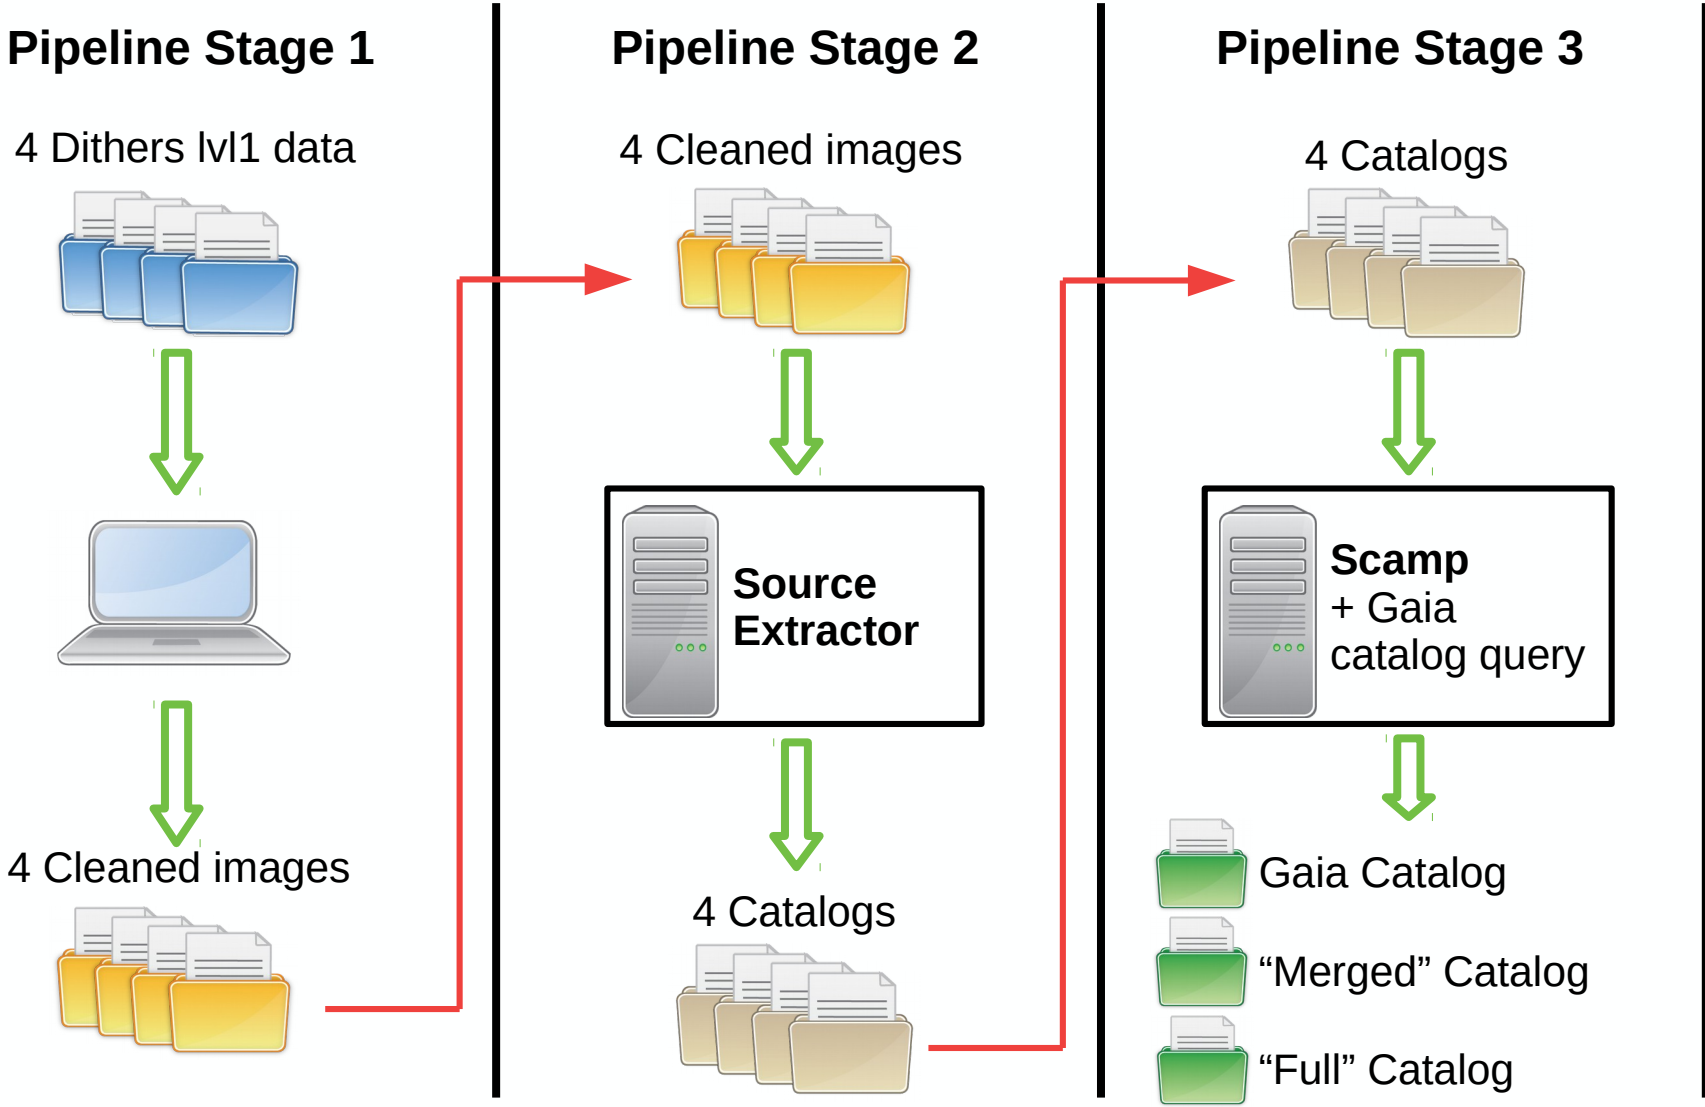 Pipeline Stage 1
4 Dithers lvl1 data
4 Cleaned images
Pipeline Stage 2
4 Cleaned images
Source
Extractor
4 Catalogs
Pipeline Stage 3
4 Catalogs
Scamp
+ Gaia
catalog query
Gaia Catalog
“Merged” Catalog
“Full” Catalog